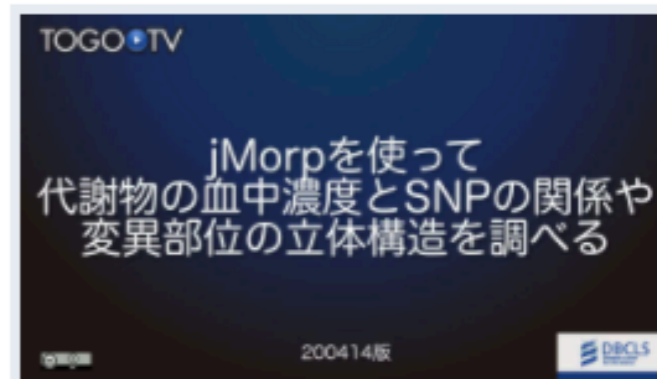 TOGO TV
jMorpを使って
代謝物の血中濃度とSNPの関係や
変異部位の立体構造を調べる
200414版
DBCLS